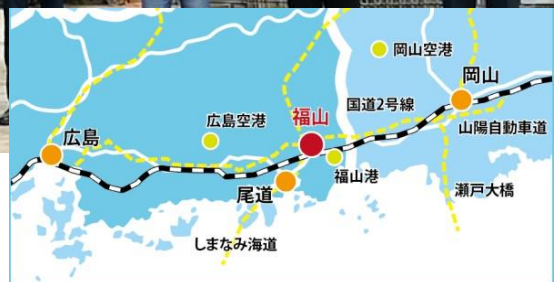 岡山空港
岡山
国道2号線
福山
広島空港
山陽自動車道
広島
福山港
尾道
瀬戸大橋
しまなみ海道